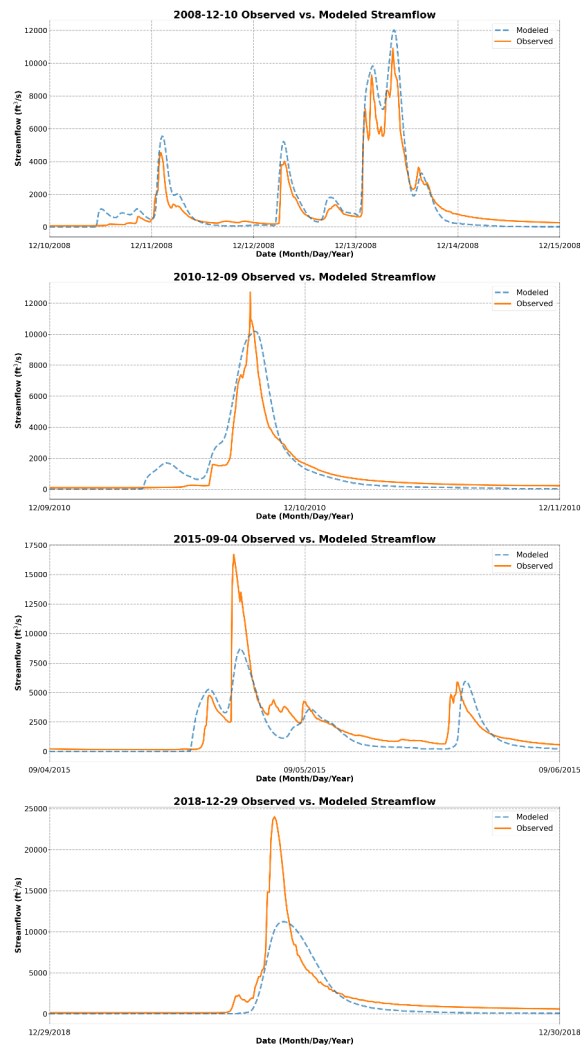 2008-12-10 Observed vs. Modeled Streamflow
Modeled
Observed
12000
10000
8000
6000
4000
2000
0
Streamflow (ft³/s)
12/10/2008 12/11/2008 12/12/2008 12/13/2008 12/14/2008 12/15/2008
Date (Month/Day/Year)
2010-12-09 Observed vs. Modeled Streamflow
Modeled
Observed
12000
10000
8000
6000
4000
2000
0
Streamflow (ft³/s)
12/09/2010 12/10/2010 12/11/2010
Date (Month/Day/Year)
2015-09-04 Observed vs. Modeled Streamflow
Modeled
Observed
17500
15000
12500
10000
7500
5000
2500
0
Streamflow (ft³/s)
09/04/2015 09/05/2015 09/06/2015
Date (Month/Day/Year)
2018-12-29 Observed vs. Modeled Streamflow
Modeled
Observed
25000
20000
15000
10000
5000
0
Streamflow (ft³/s)
12/29/2018 12/30/2018
Date (Month/Day/Year)